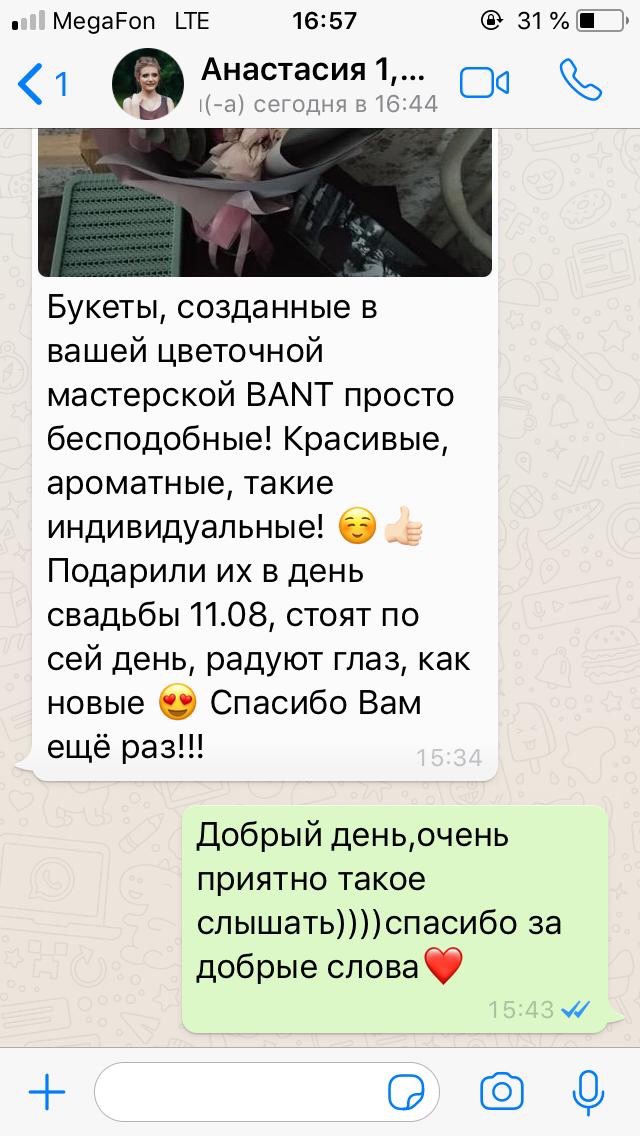 MegaFon LTE 16:57 31 %
1 Анастасия 1,...
(-а) сегодня в 16:44
Букеты, созданные в
вашей цветочной
мастерской BANT просто
бесподобные! Красивые,
ароматные, такие
индивидуальные! ☺️👍🏻
Подарили их в день
свадьбы 11.08, стоят по
сей день, радуют глаз, как
новые 😍 Спасибо Вам
ещё раз!!!
15:34
Добрый день,очень
приятно такое
слышать))))спасибо за
добрые слова❤️
15:43